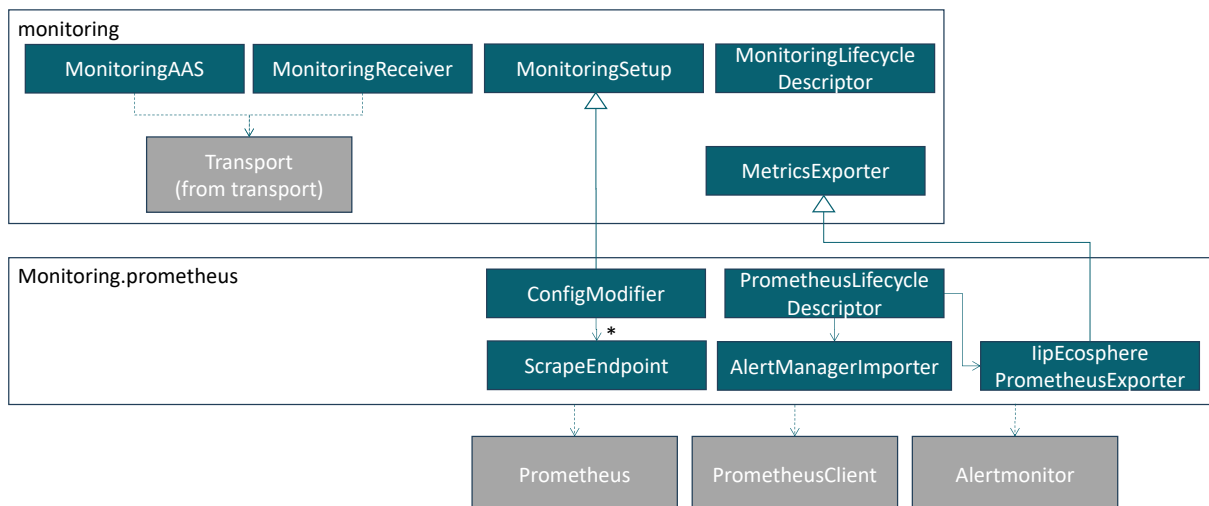 monitoring
MonitoringAAS
MonitoringReceiver
MonitoringSetup
MonitoringLifecycle
Descriptor
Transport
(from transport)
MetricsExporter
Monitoring.prometheus
ConfigModifier
PrometheusLifecycle
Descriptor
*
ScrapeEndpoint
AlertManagerImporter
IipEcosphere
PrometheusExporter
Prometheus
PrometheusClient
Alertmonitor